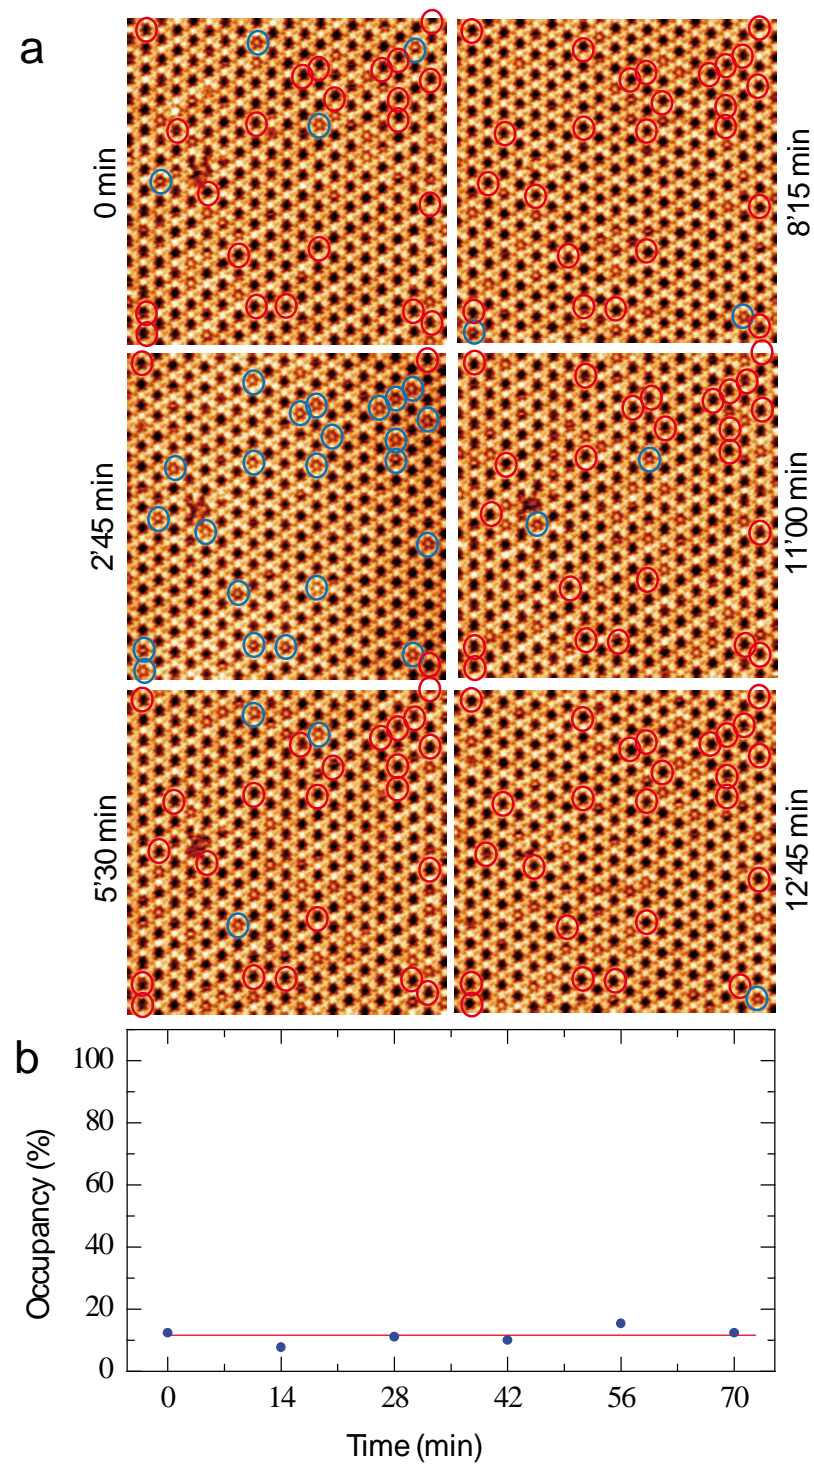 a
0 min
8'15 min
2'45 min
11'00 min
5'30 min
12'45 min
b
100
80
60
40
20
0
Occupancy (%)
0 14 28 42 56 70
Time (min)